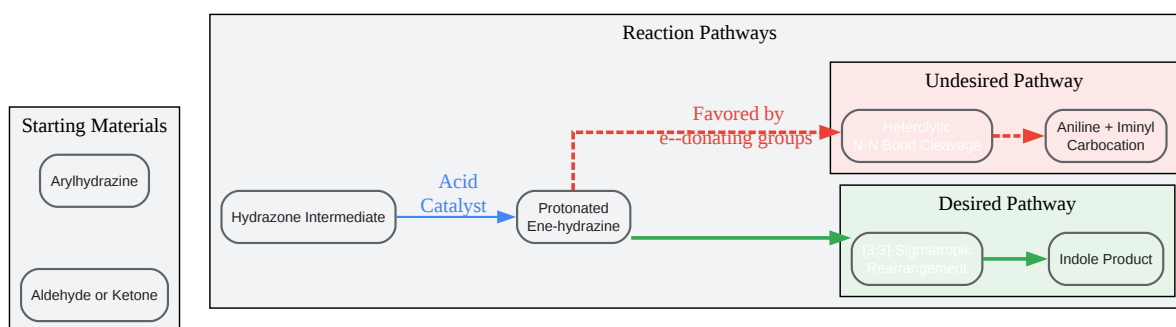 Reaction Pathways
Undesired Pathway
Starting Materials
Favored by
e--donating groups
Heterolytic
N-N Bond Cleavage
Aniline + Iminyl
Carbocation
Arylhydrazine
Acid
Catalyst
Hydrazone Intermediate
Protonated
Ene-hydrazine
Desired Pathway
[3,3]-Sigmatropic
Rearrangement
Indole Product
Aldehyde or Ketone